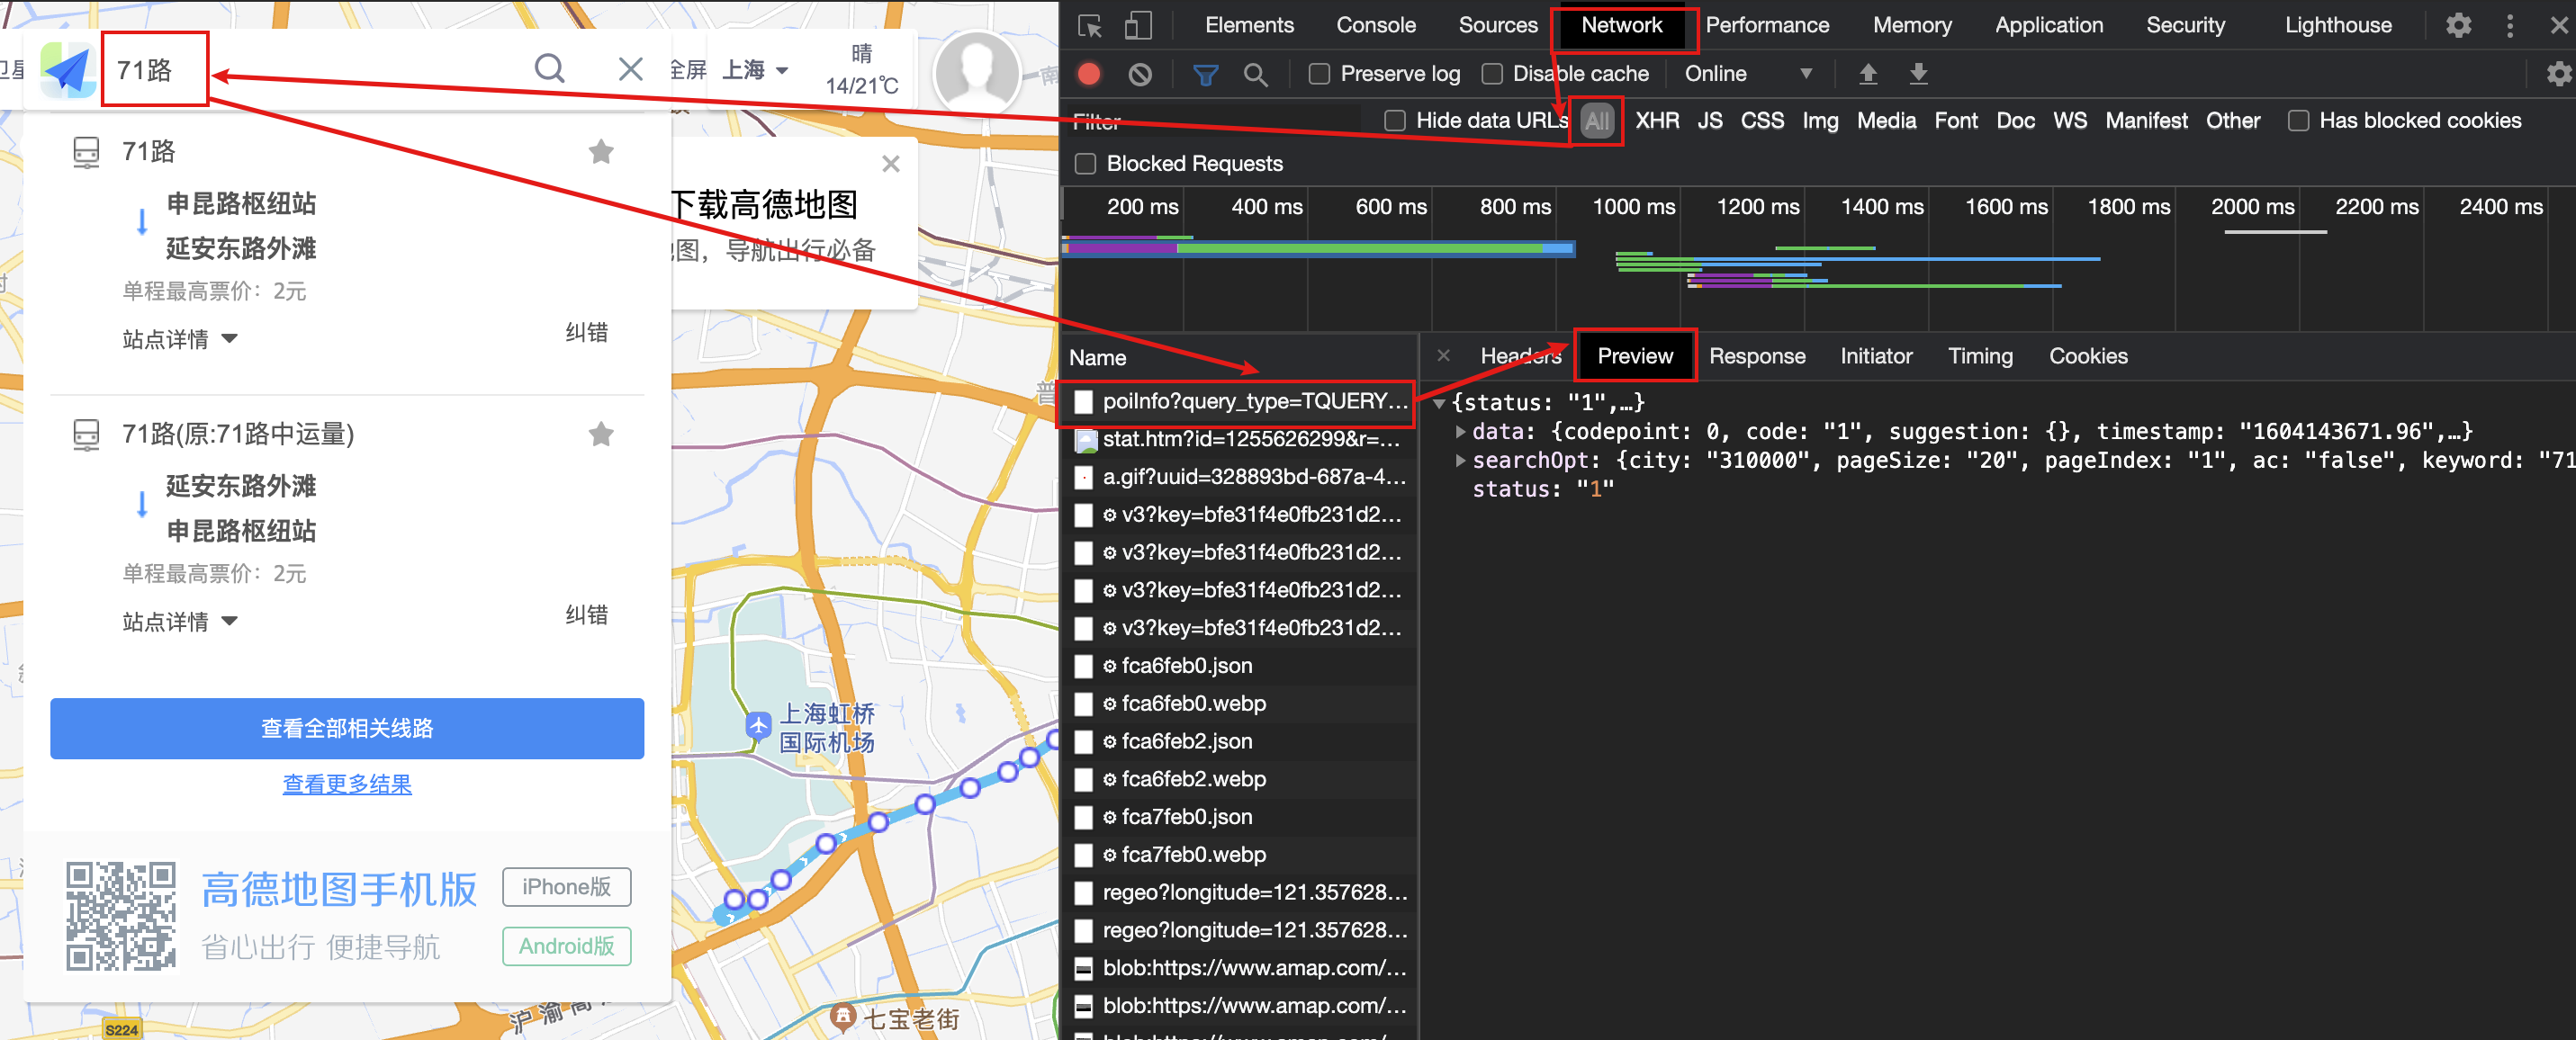 卫星
71路
全屏
上海
晴
14/21℃
南
71路
申昆路枢纽站
延安东路外滩
单程最高票价：2元
站点详情
纠错
71路(原:71路中运量)
延安东路外滩
申昆路枢纽站
单程最高票价：2元
站点详情
纠错
查看全部相关线路
查看更多结果
高德地图手机版
省心出行 便捷导航
iPhone版
Android版
下载高德地图
地图，导航出行必备
普
上海虹桥
国际机场
七宝老街
沪渝高
S224
Elements Console Sources Network Performance Memory Application Security Lighthouse
Preserve log Disable cache Online
Filter Hide data URLs All XHR JS CSS Img Media Font Doc WS Manifest Other Has blocked cookies
Blocked Requests
200 ms 400 ms 600 ms 800 ms 1000 ms 1200 ms 1400 ms 1600 ms 1800 ms 2000 ms 2200 ms 2400 ms
Name
poiInfo?query_type=TQUERY...
stat.htm?id=1255626299&r=...
a.gif?uuid=328893bd-687a-4...
v3?key=bfe31f4e0fb231d2...
v3?key=bfe31f4e0fb231d2...
v3?key=bfe31f4e0fb231d2...
v3?key=bfe31f4e0fb231d2...
fca6feb0.json
fca6feb0.webp
fca6feb2.json
fca6feb2.webp
fca7feb0.json
fca7feb0.webp
regeo?longitude=121.357628...
regeo?longitude=121.357628...
blob:https://www.amap.com/...
blob:https://www.amap.com/...
blob:https://www.amap.com/...
Headers Preview Response Initiator Timing Cookies
{status: "1",…}
data: {codepoint: 0, code: "1", suggestion: {}, timestamp: "1604143671.96",…}
searchOpt: {city: "310000", pageSize: "20", pageIndex: "1", ac: "false", keyword: "71
status: "1"